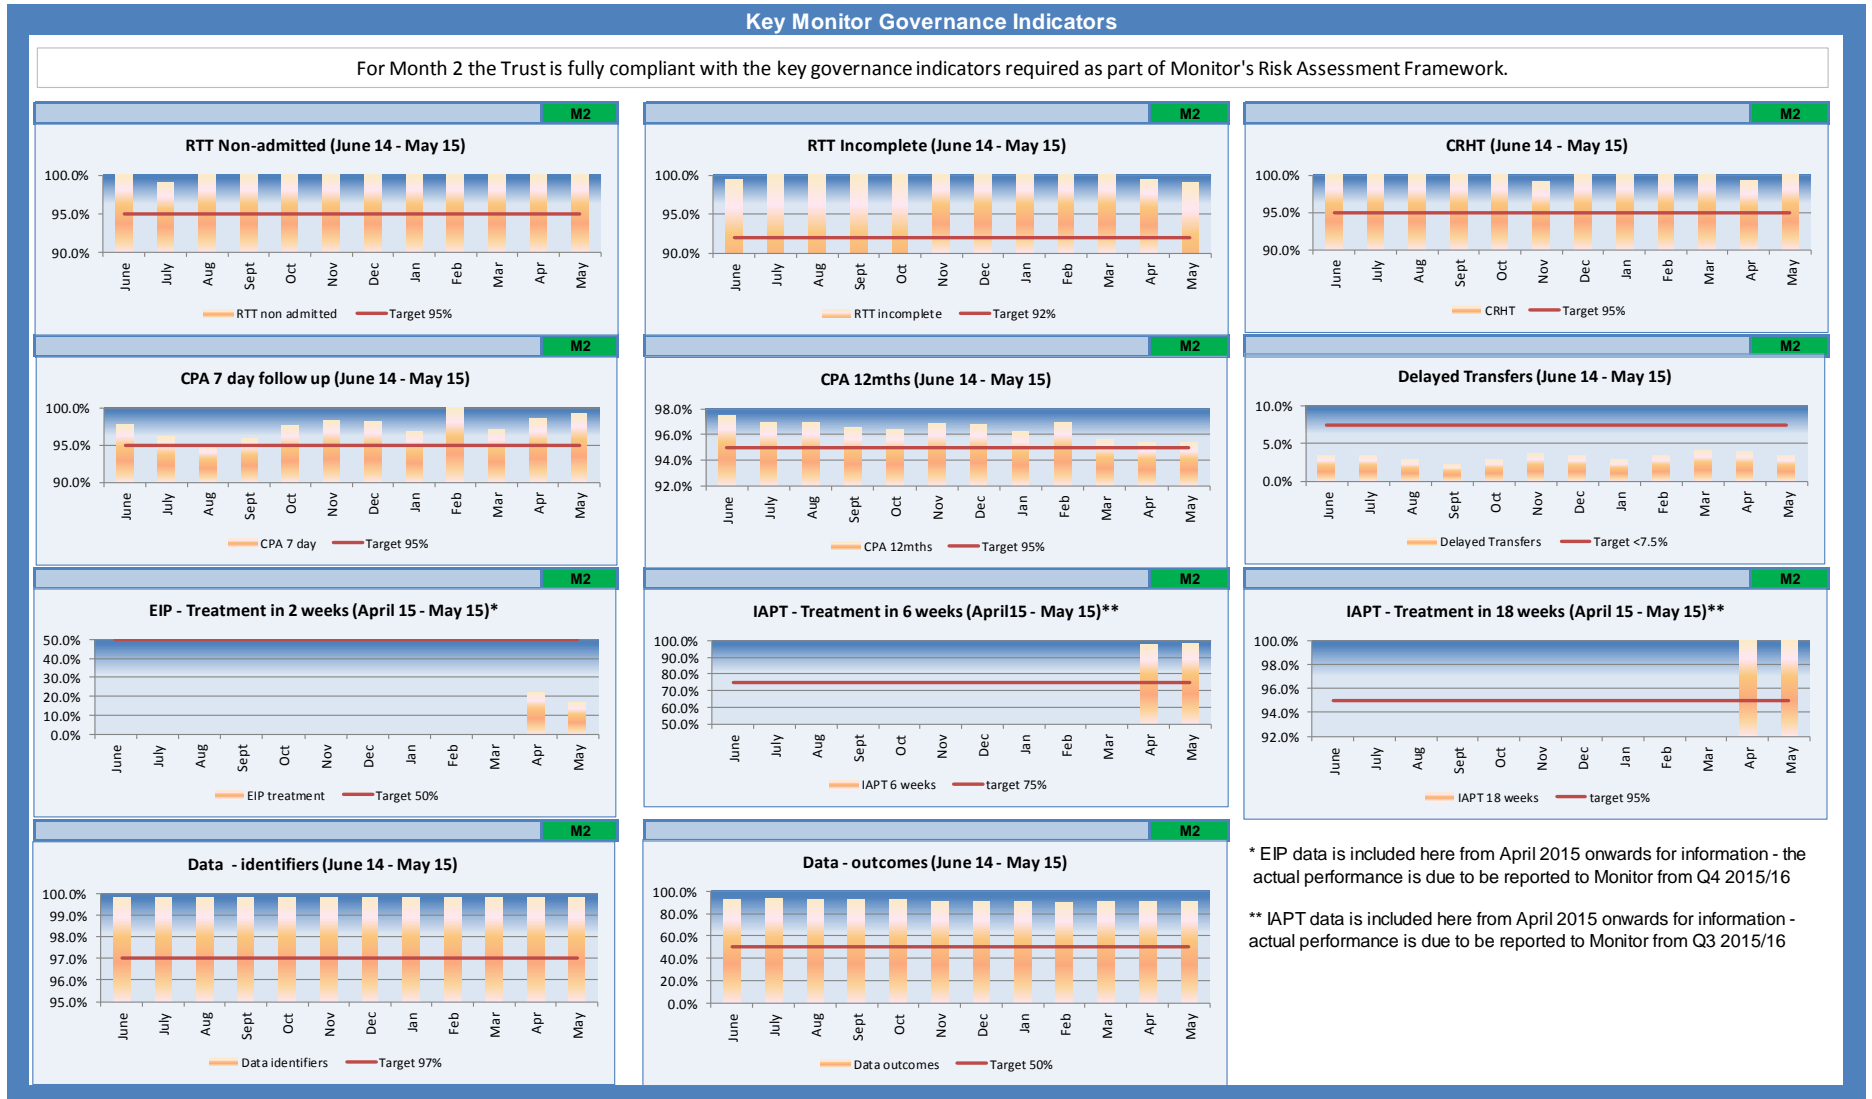 Key Monitor Governance Indicators
For Month 2 the Trust is fully compliant with the key governance indicators required as part of Monitor's Risk Assessment Framework.
M2
RTT Non-admitted (June 14 - May 15)
100.0%
95.0%
90.0%
June July Aug Sept Oct Nov Dec Jan Feb Mar Apr May
RTT non admitted Target 95%
M2
RTT Incomplete (June 14 - May 15)
100.0%
95.0%
90.0%
June July Aug Sept Oct Nov Dec Jan Feb Mar Apr May
RTT incomplete Target 92%
M2
CRHT (June 14 - May 15)
100.0%
95.0%
90.0%
June July Aug Sept Oct Nov Dec Jan Feb Mar Apr May
CRHT Target 95%
M2
CPA 7 day follow up (June 14 - May 15)
100.0%
95.0%
90.0%
June July Aug Sept Oct Nov Dec Jan Feb Mar Apr May
CPA 7 day Target 95%
M2
CPA 12mths (June 14 - May 15)
98.0%
96.0%
94.0%
92.0%
June July Aug Sept Oct Nov Dec Jan Feb Mar Apr May
CPA 12mths Target 95%
M2
Delayed Transfers (June 14 - May 15)
10.0%
5.0%
0.0%
June July Aug Sept Oct Nov Dec Jan Feb Mar Apr May
Delayed Transfers Target <7.5%
M2
EIP - Treatment in 2 weeks (April 15 - May 15)*
50.0%
40.0%
30.0%
20.0%
10.0%
0.0%
June July Aug Sept Oct Nov Dec Jan Feb Mar Apr May
EIP treatment Target 50%
M2
IAPT - Treatment in 6 weeks (April15 - May 15)**
100.0%
90.0%
80.0%
70.0%
60.0%
50.0%
June July Aug Sept Oct Nov Dec Jan Feb Mar Apr May
IAPT 6 weeks target 75%
M2
IAPT - Treatment in 18 weeks (April 15 - May 15)**
100.0%
98.0%
96.0%
94.0%
92.0%
June July Aug Sept Oct Nov Dec Jan Feb Mar Apr May
IAPT 18 weeks target 95%
M2
Data - identifiers (June 14 - May 15)
100.0%
99.0%
98.0%
97.0%
96.0%
95.0%
June July Aug Sept Oct Nov Dec Jan Feb Mar Apr May
Data identifiers Target 97%
M2
Data - outcomes (June 14 - May 15)
100.0%
80.0%
60.0%
40.0%
20.0%
0.0%
June July Aug Sept Oct Nov Dec Jan Feb Mar Apr May
Data outcomes Target 50%
* EIP data is included here from April 2015 onwards for information - the
actual performance is due to be reported to Monitor from Q4 2015/16
** IAPT data is included here from April 2015 onwards for information -
actual performance is due to be reported to Monitor from Q3 2015/16